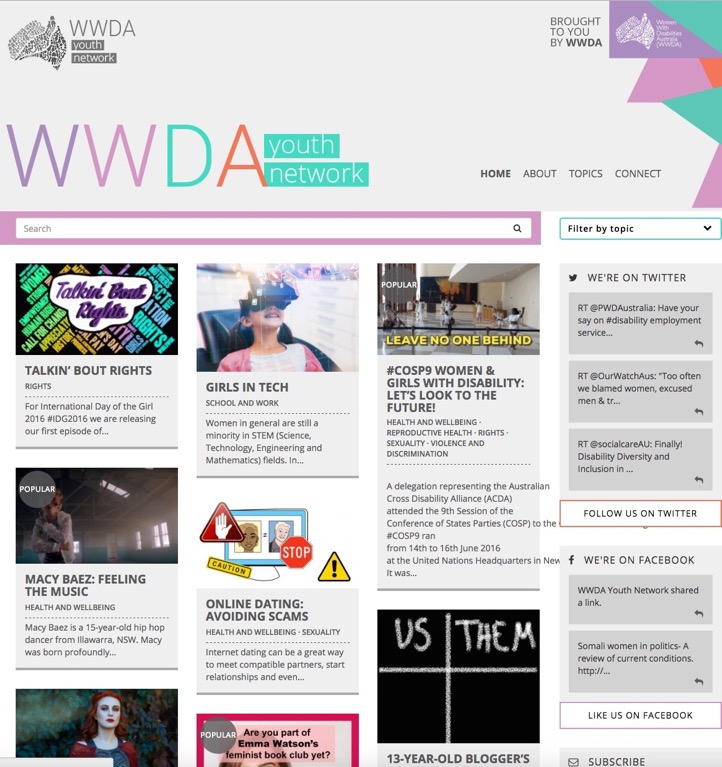 WWDA
youth
network
BROUGHT
TO YOU
BY WWDA
Women
With
Disabilities
Australia
(WWDA)
WWDA
youth
network
HOME ABOUT TOPICS CONNECT
Search
Filter by topic
Talkin' Bout
Rights
TALKIN' BOUT RIGHTS
RIGHTS
For International Day of the Girl
2016 #IDG2016 we are releasing
our first episode of...
POPULAR
MACY BAEZ: FEELING
THE MUSIC
HEALTH AND WELLBEING
Macy Baez is a 15-year-old hip hop
dancer from Illawarra, NSW. Macy
was born profoundly...
GIRLS IN TECH
SCHOOL AND WORK
Women in general are still a
minority in STEM (Science,
Technology, Engineering and
Mathematics) fields. In...
STOP
CAUTION
ONLINE DATING:
AVOIDING SCAMS
HEALTH AND WELLBEING · SEXUALITY
Internet dating can be a great way
to meet compatible partners, start
relationships and even...
POPULAR
Are you part of
Emma Watson's
feminist book club yet?
POPULAR
LEAVE NO ONE BEHIND
#COSP9 WOMEN &
GIRLS WITH DISABILITY:
LET'S LOOK TO THE
FUTURE!
HEALTH AND WELLBEING ·
REPRODUCTIVE HEALTH · RIGHTS ·
SEXUALITY · VIOLENCE AND
DISCRIMINATION
A delegation representing the Australian
Cross Disability Alliance (ACDA)
attended the 9th Session of the
Conference of States Parties (COSP) to the
#COSP9 ran
from 14th to 16th June 2016
at the United Nations Headquarters in New
It was...
US THEM
13-YEAR-OLD BLOGGER'S
WE'RE ON TWITTER
RT @PWDAustralia: Have your
say on #disability employment
service...
RT @OurWatchAus: "Too often
we blamed women, excused
men & tr...
RT @socialcareAU: Finally!
Disability Diversity and
Inclusion in ...
FOLLOW US ON TWITTER
WE'RE ON FACEBOOK
WWDA Youth Network shared
a link.
Somali women in politics- A
review of current conditions.
http://...
LIKE US ON FACEBOOK
SUBSCRIBE